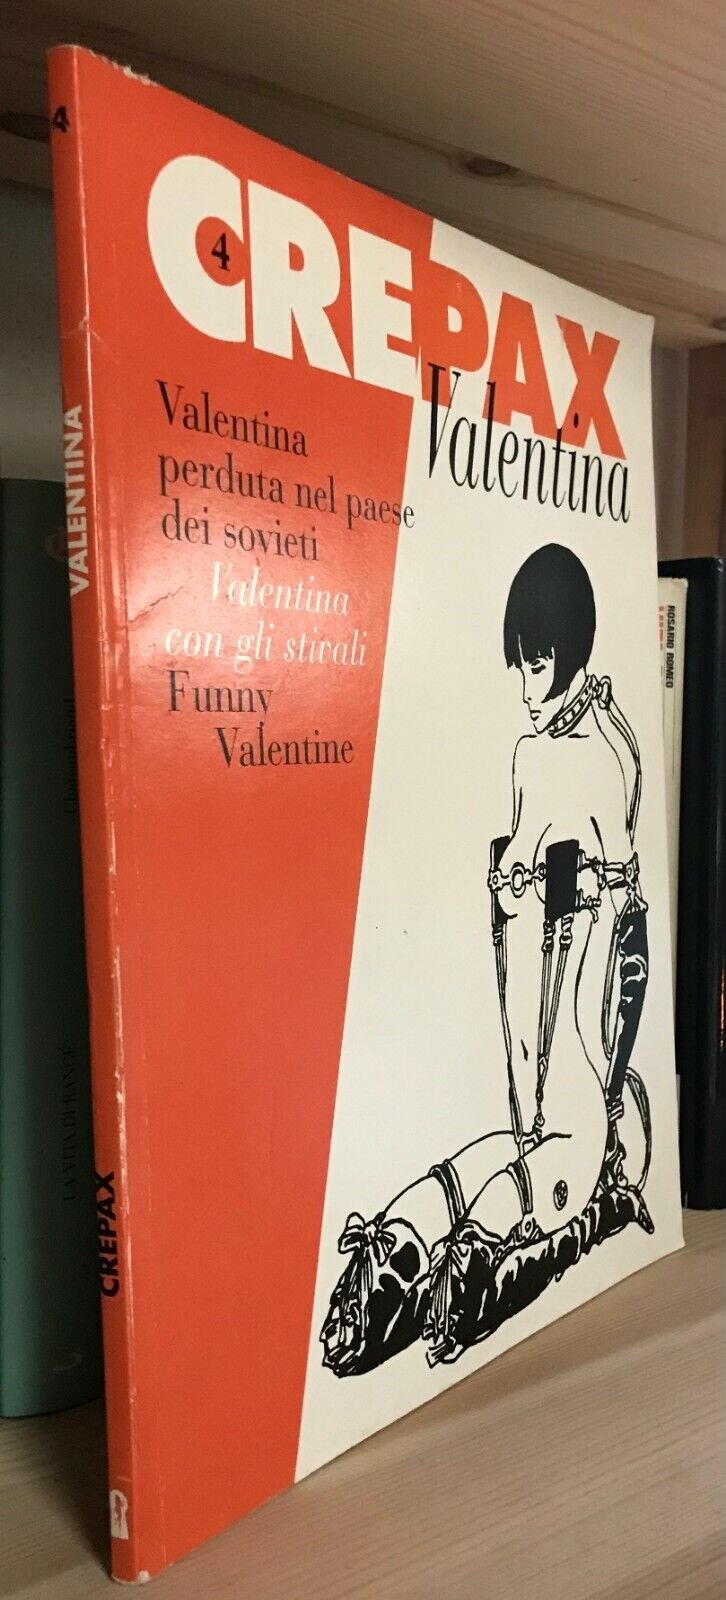 4
VALENTINA
CREPAX
CREPAX
4
Valentina
Valentina
perduta nel paese
dei sovieti
Valentina
con gli stivali
Funny
Valentine
LA VITA DI RANCÉ
ROSARIO ROMEO